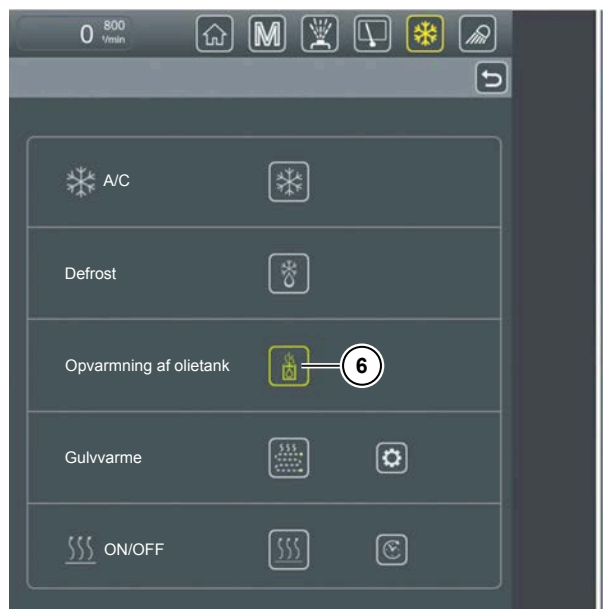 0 800
1/min
M
A/C
Defrost
Opvarmning af olietank
6
Gulvvarme
ON/OFF